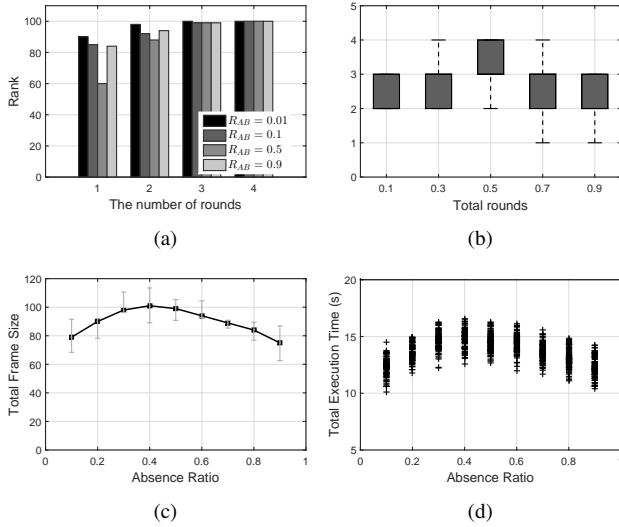 100
80
60
40
20
0
Rank
1
2
3
4
The number of rounds
R_AB = 0.01
R_AB = 0.1
R_AB = 0.5
R_AB = 0.9
(a)
5
4
3
2
1
0
rounds
0.1
0.3
0.5
0.7
0.9
Total rounds
(b)
120
100
80
60
40
20
0
Total Frame Size
0
0.2
0.4
0.6
0.8
1
Absence Ratio
(c)
20
15
10
5
Total Execution Time (s)
0
0.2
0.4
0.6
0.8
1
Absence Ratio
(d)